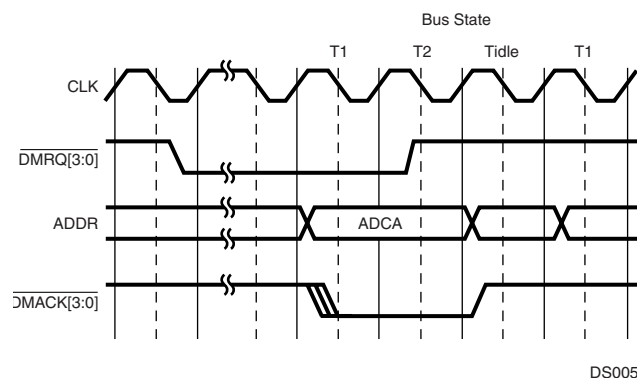 Bus State
T1 T2 Tidle T1
CLK
DMRQ[3:0]
ADDR ADCA
DMACK[3:0]
DS005